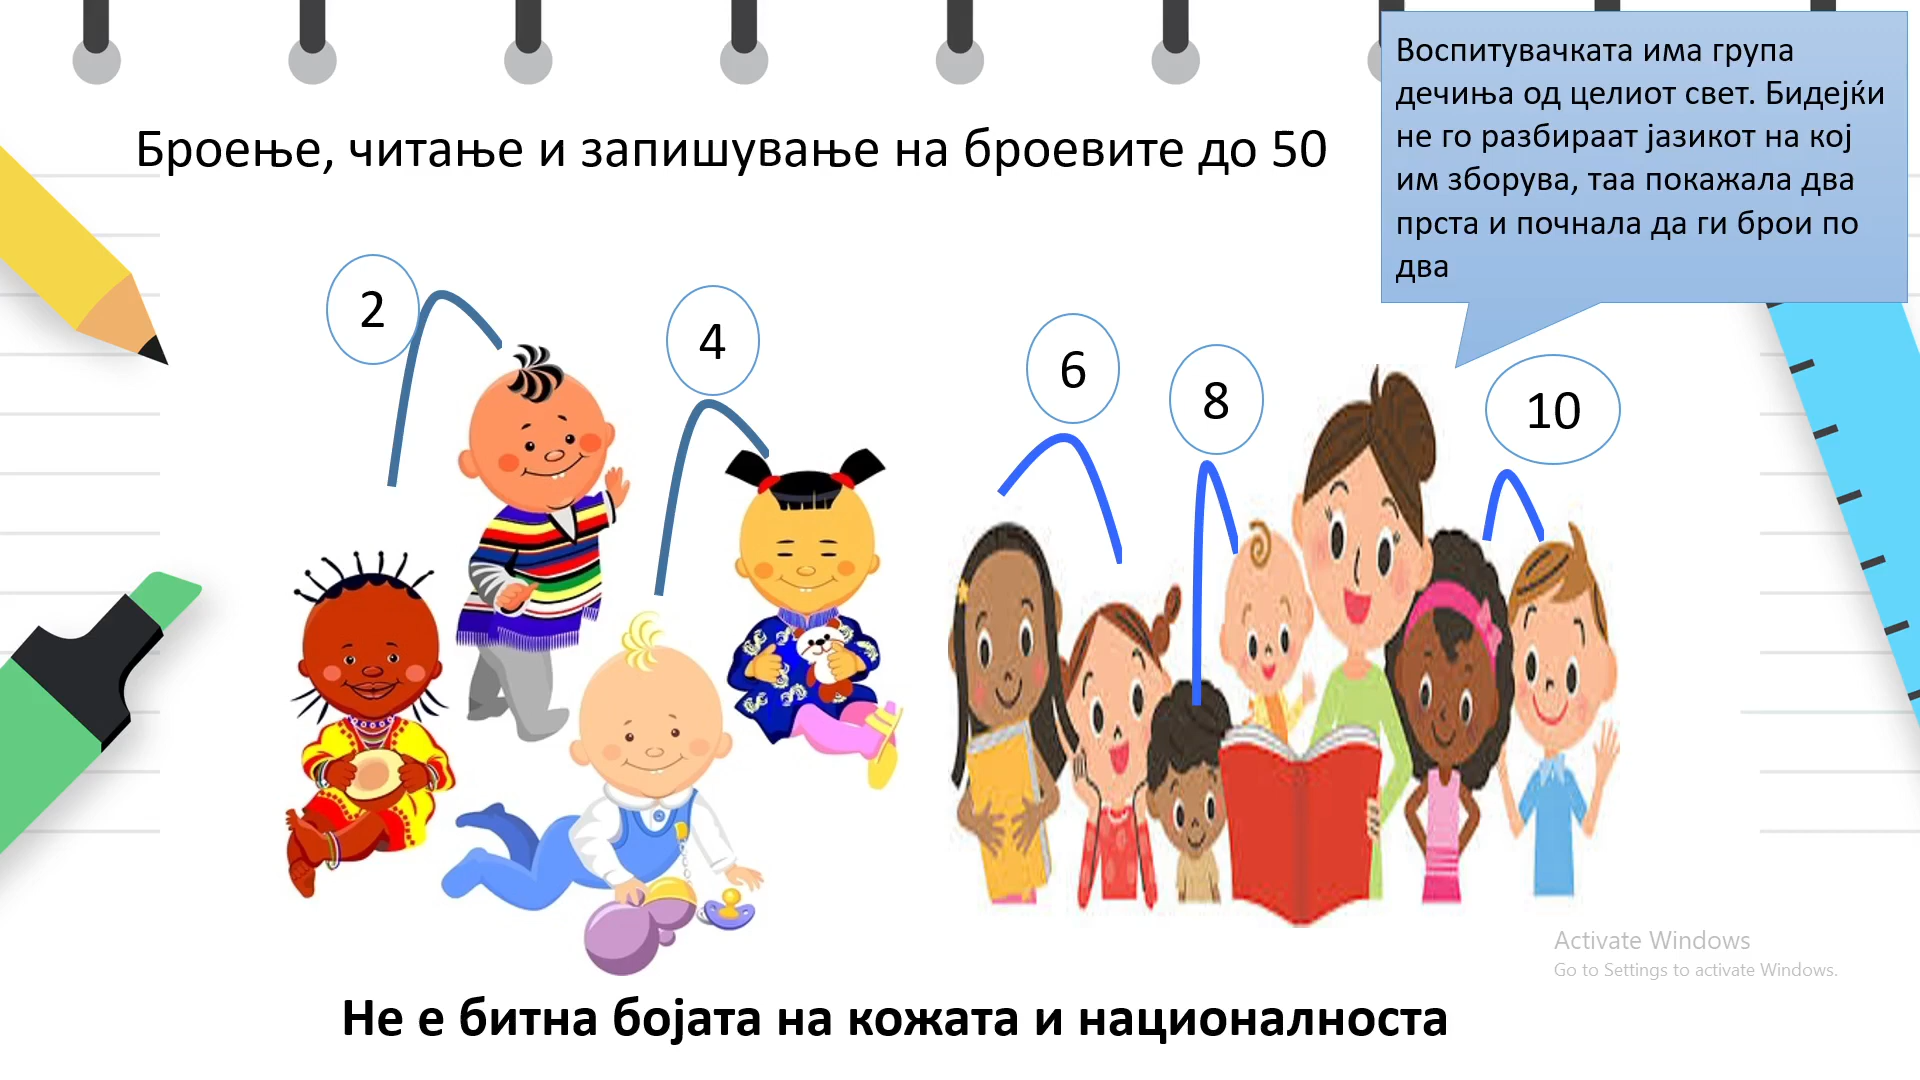 Воспитувачката има група
дечиња од целиот свет. Бидејќи
не го разбираат јазикот на кој
им зборува, таа покажала два
прста и почнала да ги брои по
два
Броење, читање и запишување на броевите до 50
2
4
6
8
10
Activate Windows
Go to Settings to activate Windows.
Не е битна бојата на кожата и националноста